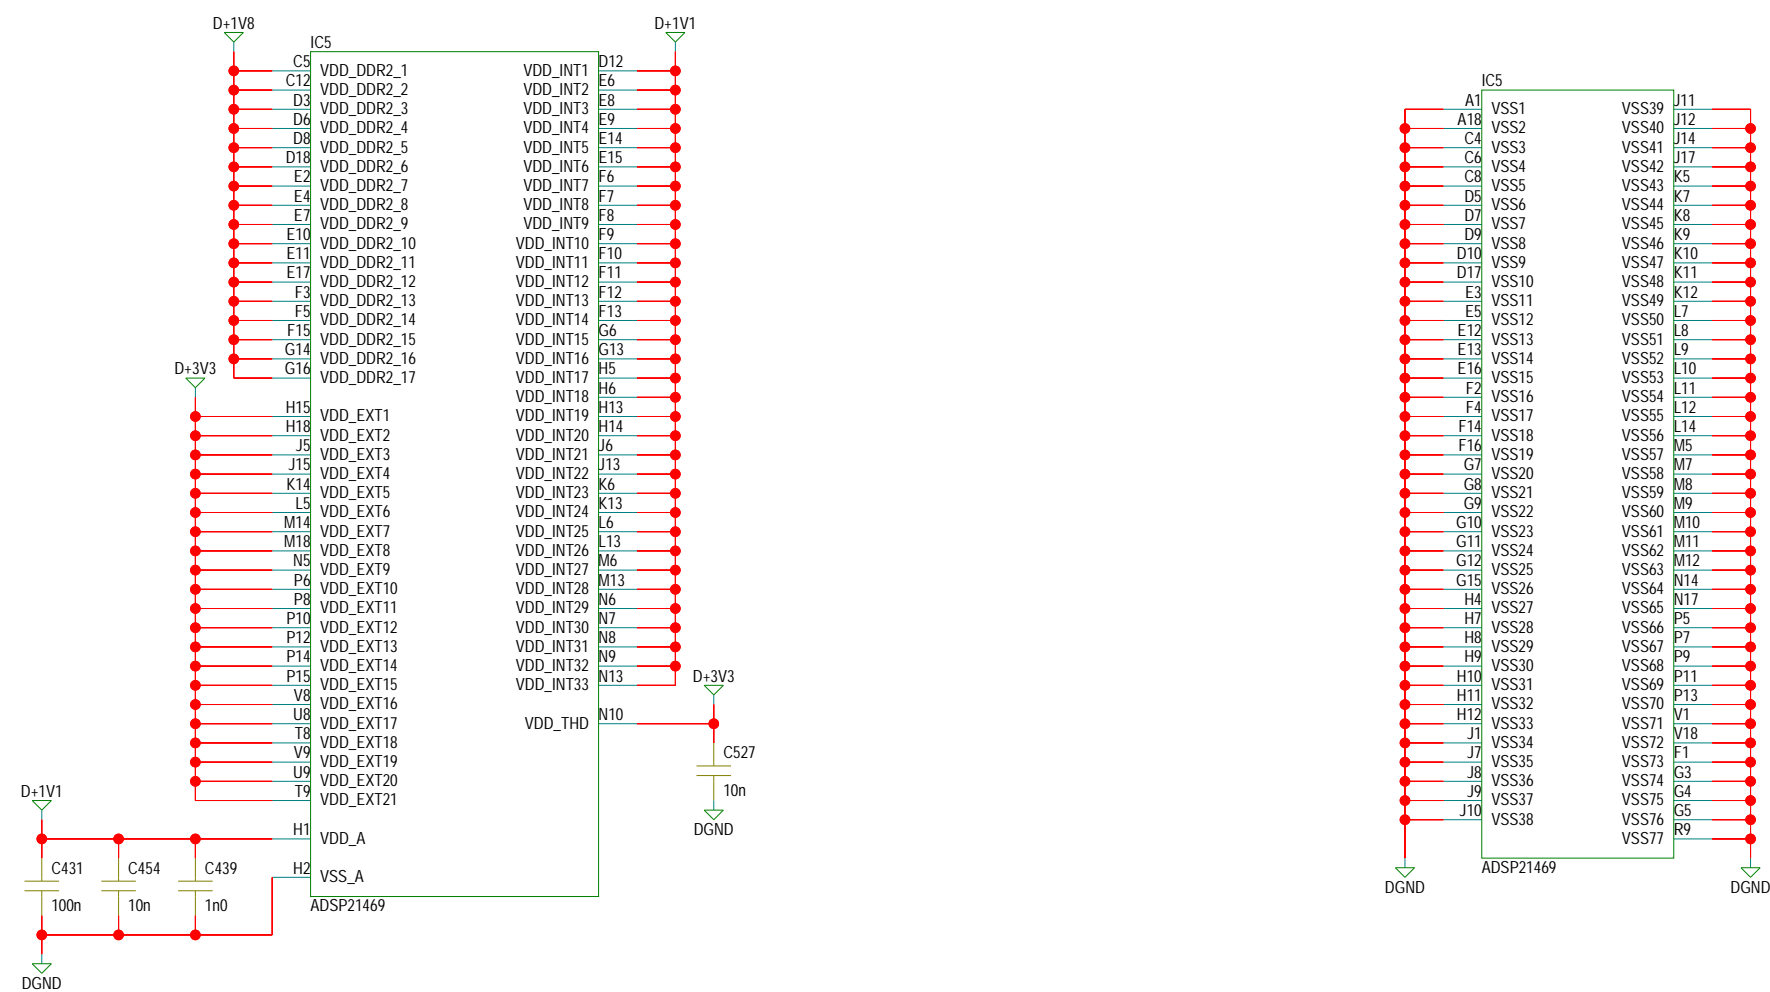 D+1V8
D+1V1
IC5
C5 VDD_DDR2_1 VDD_INT1 D12
C12 VDD_DDR2_2 VDD_INT2 E6
D3 VDD_DDR2_3 VDD_INT3 E8
D6 VDD_DDR2_4 VDD_INT4 E9
D8 VDD_DDR2_5 VDD_INT5 E14
D18 VDD_DDR2_6 VDD_INT6 E15
E2 VDD_DDR2_7 VDD_INT7 F6
E4 VDD_DDR2_8 VDD_INT8 F7
E7 VDD_DDR2_9 VDD_INT9 F8
E10 VDD_DDR2_10 VDD_INT10 F9
E11 VDD_DDR2_11 VDD_INT11 F10
E17 VDD_DDR2_12 VDD_INT12 F11
F3 VDD_DDR2_13 VDD_INT13 F12
F5 VDD_DDR2_14 VDD_INT14 F13
F15 VDD_DDR2_15 VDD_INT15 G6
G14 VDD_DDR2_16 VDD_INT16 G13
G16 VDD_DDR2_17 VDD_INT17 H5
D+3V3
VDD_INT18 H6
H15 VDD_EXT1 VDD_INT19 H13
H18 VDD_EXT2 VDD_INT20 H14
J5 VDD_EXT3 VDD_INT21 J6
J15 VDD_EXT4 VDD_INT22 J13
K14 VDD_EXT5 VDD_INT23 K6
L5 VDD_EXT6 VDD_INT24 K13
M14 VDD_EXT7 VDD_INT25 L6
M18 VDD_EXT8 VDD_INT26 L13
N5 VDD_EXT9 VDD_INT27 M6
P6 VDD_EXT10 VDD_INT28 M13
P8 VDD_EXT11 VDD_INT29 N6
P10 VDD_EXT12 VDD_INT30 N7
P12 VDD_EXT13 VDD_INT31 N8
P14 VDD_EXT14 VDD_INT32 N9
P15 VDD_EXT15 VDD_INT33 N13
V8 VDD_EXT16
D+3V3
U8 VDD_EXT17 VDD_THD N10
T8 VDD_EXT18
V9 VDD_EXT19
C527
U9 VDD_EXT20
10n
T9 VDD_EXT21
DGND
D+1V1
H1 VDD_A
C431 C454 C439
H2 VSS_A
100n 10n 1n0
ADSP21469
DGND
IC5
A1 VSS1 VSS39 J11
A18 VSS2 VSS40 J12
C4 VSS3 VSS41 J14
C6 VSS4 VSS42 J17
C8 VSS5 VSS43 K5
D5 VSS6 VSS44 K7
D7 VSS7 VSS45 K8
D9 VSS8 VSS46 K9
D10 VSS9 VSS47 K10
D17 VSS10 VSS48 K11
E3 VSS11 VSS49 K12
E5 VSS12 VSS50 L7
E12 VSS13 VSS51 L8
E13 VSS14 VSS52 L9
E16 VSS15 VSS53 L10
F2 VSS16 VSS54 L11
F4 VSS17 VSS55 L12
F14 VSS18 VSS56 L14
F16 VSS19 VSS57 M5
G7 VSS20 VSS58 M7
G8 VSS21 VSS59 M8
G9 VSS22 VSS60 M9
G10 VSS23 VSS61 M10
G11 VSS24 VSS62 M11
G12 VSS25 VSS63 M12
G15 VSS26 VSS64 N14
H4 VSS27 VSS65 N17
H7 VSS28 VSS66 P5
H8 VSS29 VSS67 P7
H9 VSS30 VSS68 P9
H10 VSS31 VSS69 P11
H11 VSS32 VSS70 P13
H12 VSS33 VSS71 V1
J1 VSS34 VSS72 V18
J7 VSS35 VSS73 F1
J8 VSS36 VSS74 G3
J9 VSS37 VSS75 G4
J10 VSS38 VSS76 G5
VSS77 R9
ADSP21469
DGND
DGND